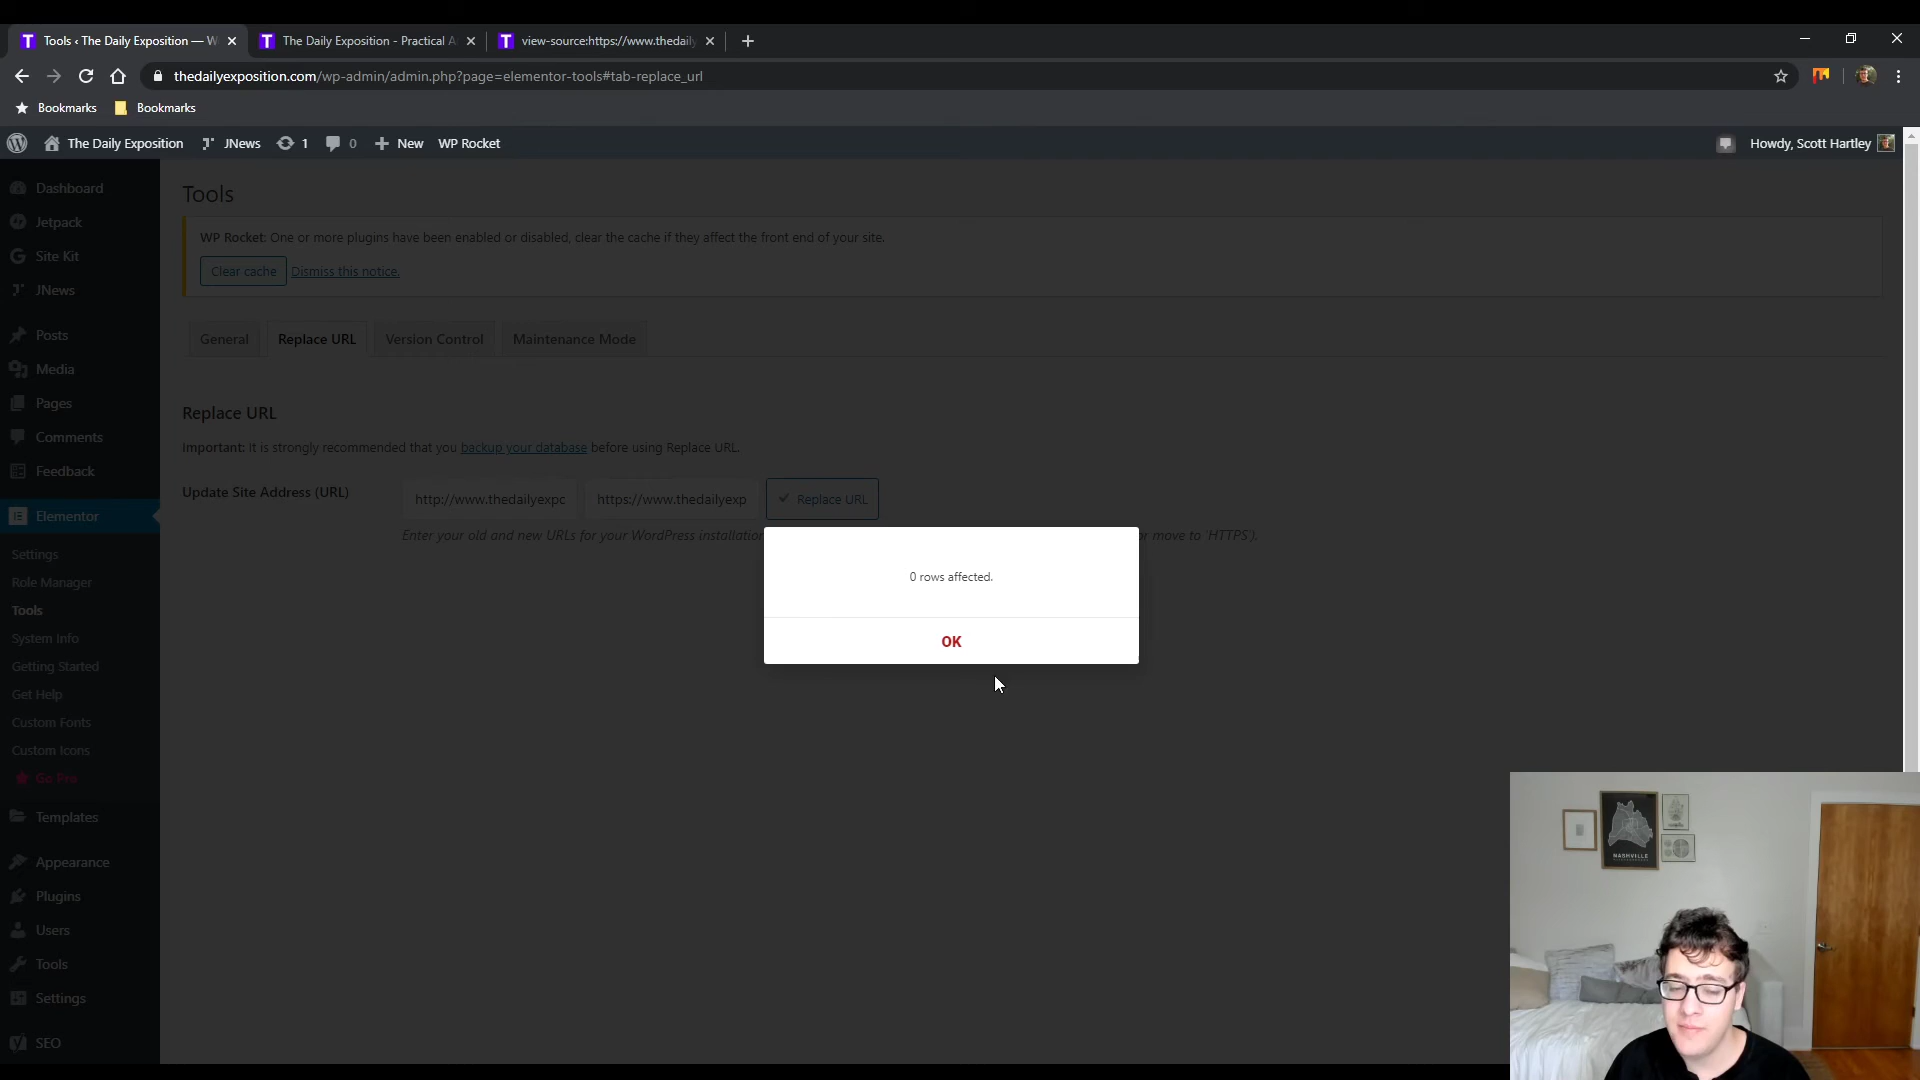 Tools ‹ The Daily Exposition — W
The Daily Exposition - Practical A
view-source:https://www.thedaily
thedailyexposition.com/wp-admin/admin.php?page=elementor-tools#tab-replace_url
Bookmarks
Bookmarks
The Daily Exposition
JNews
1
0
New
WP Rocket
Howdy, Scott Hartley
Dashboard
Jetpack
Site Kit
JNews
Posts
Media
Pages
Comments
Feedback
Elementor
Settings
Role Manager
Tools
System Info
Getting Started
Get Help
Custom Fonts
Custom Icons
Go Pro
Templates
Appearance
Plugins
Users
Tools
Settings
SEO
Tools
WP Rocket: One or more plugins have been enabled or disabled, clear the cache if they affect the front end of your site.
Clear cache
Dismiss this notice.
General
Replace URL
Version Control
Maintenance Mode
Replace URL
Important: It is strongly recommended that you backup your database before using Replace URL.
Update Site Address (URL)
http://www.thedailyexpc
https://www.thedailyexp
Replace URL
Enter your old and new URLs for your WordPress installation
or move to 'HTTPS').
0 rows affected.
OK
NASHVILLE